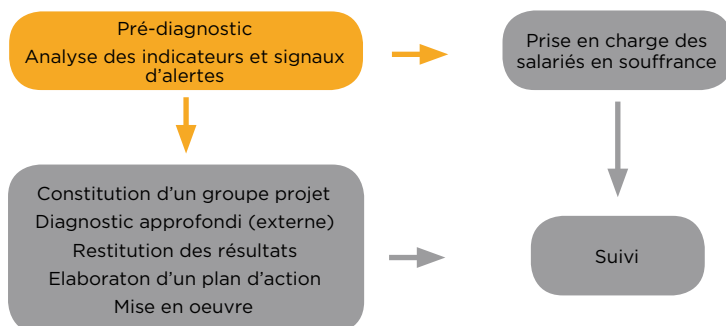 Pré-diagnostic
Analyse des indicateurs et signaux
d'alertes
Prise en charge des
salariés en souffrance
Constitution d'un groupe projet
Diagnostic approfondi (externe)
Restitution des résultats
Elaboraton d'un plan d'action
Mise en oeuvre
Suivi